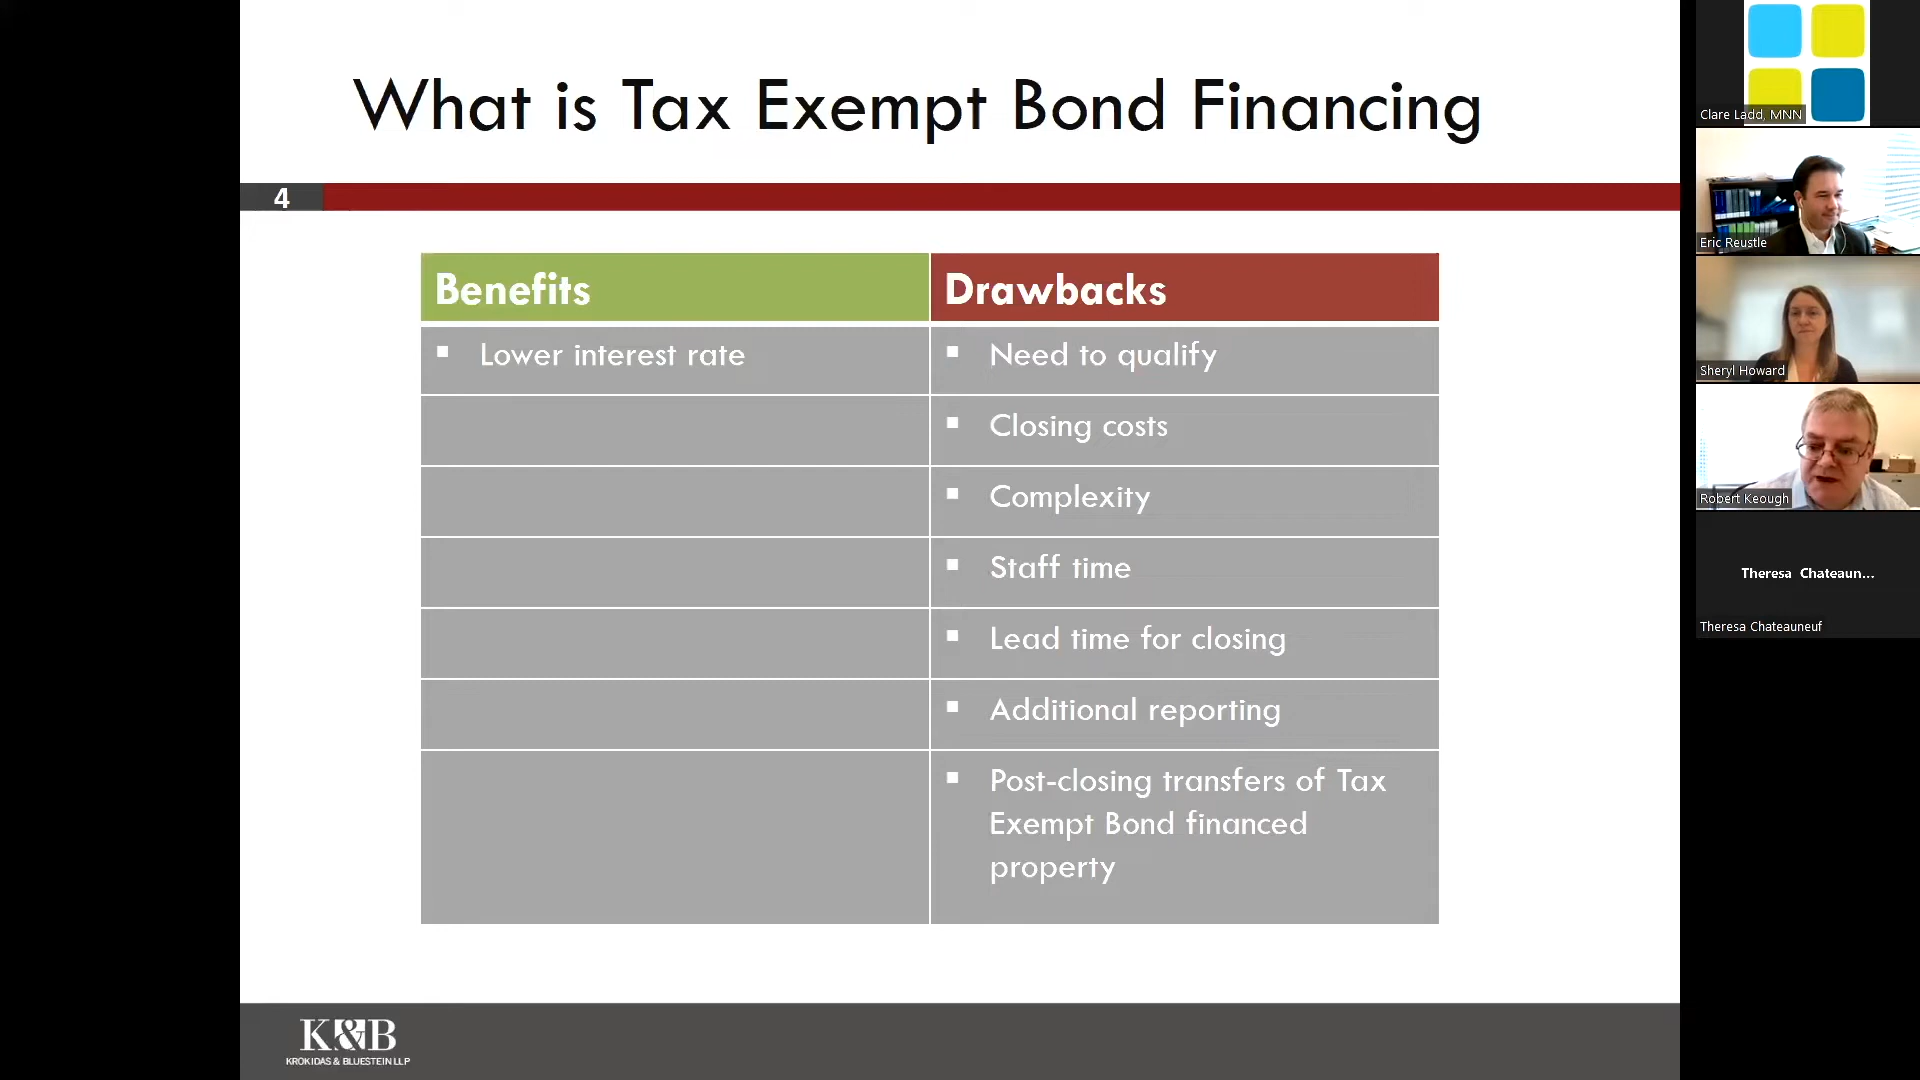 What is Tax Exempt Bond Financing
4
Benefits
Drawbacks
Lower interest rate
Need to qualify
Closing costs
Complexity
Staff time
Lead time for closing
Additional reporting
Post-closing transfers of Tax
Exempt Bond financed
property
K&B
KROKIDAS & BLUESTEIN LLP
Clare Ladd, MNN
Eric Reustle
Sheryl Howard
Robert Keough
Theresa Chateaun...
Theresa Chateauneuf